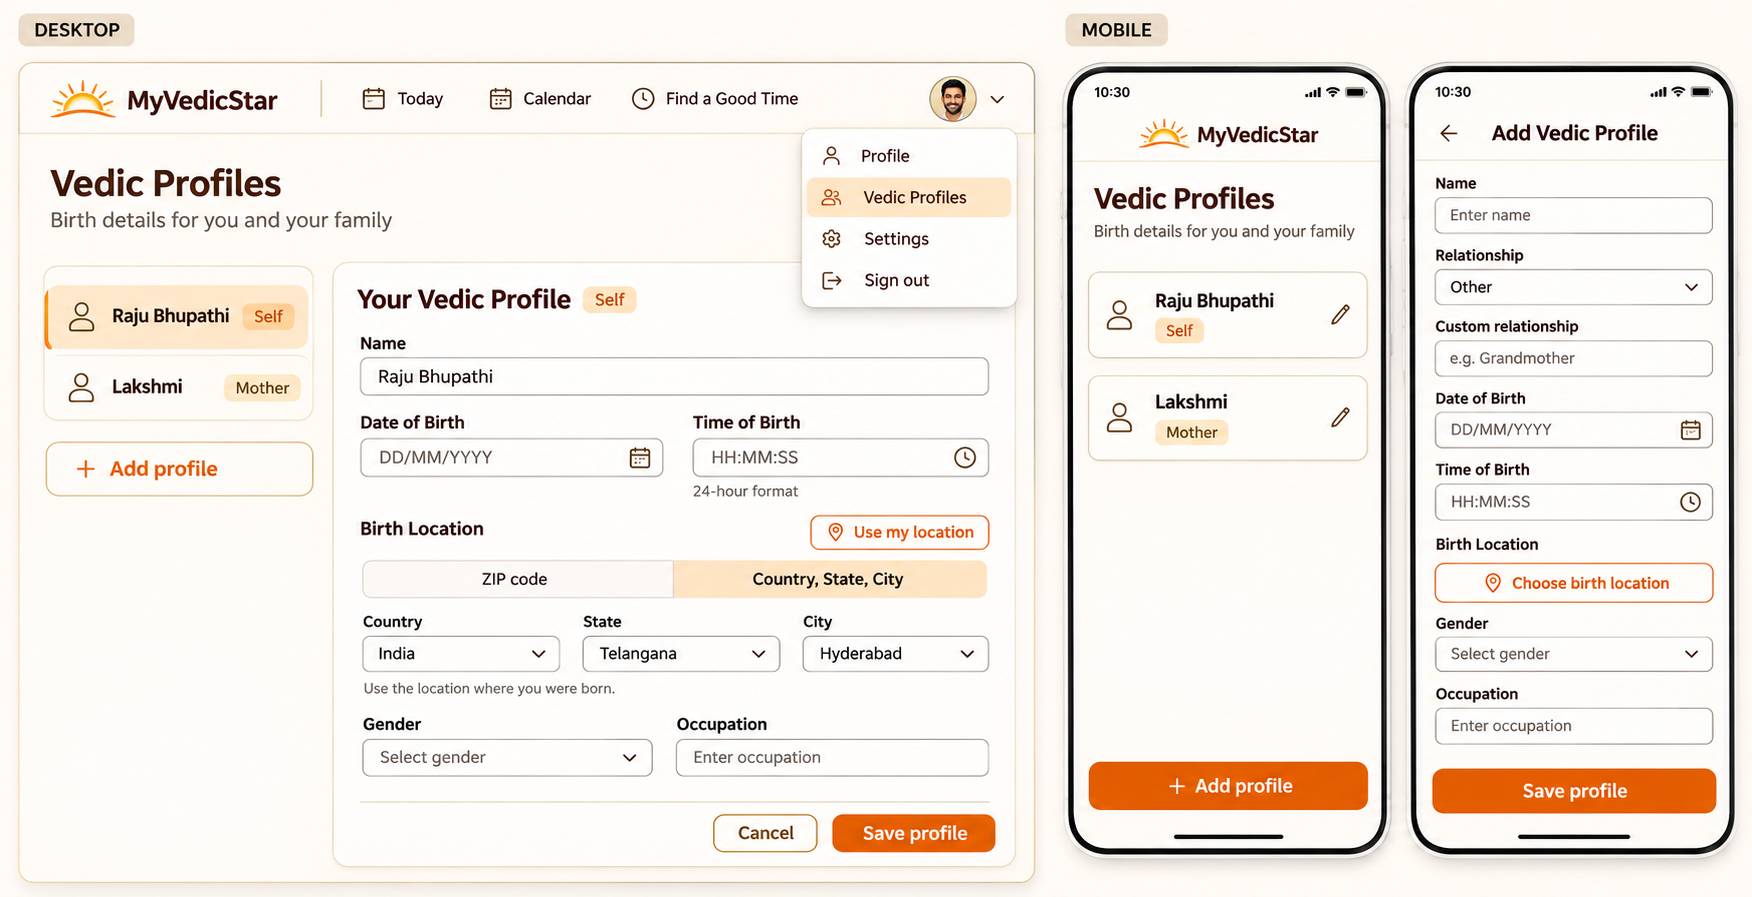 DESKTOP
MyVedicStar
Today
Calendar
Find a Good Time
Profile
Vedic Profiles
Settings
Sign out
Vedic Profiles
Birth details for you and your family
Raju Bhupathi Self
Lakshmi Mother
+ Add profile
Your Vedic Profile Self
Name
Raju Bhupathi
Date of Birth
DD/MM/YYYY
Time of Birth
HH:MM:SS
24-hour format
Birth Location
Use my location
ZIP code
Country, State, City
Country
India
State
Telangana
City
Hyderabad
Use the location where you were born.
Gender
Select gender
Occupation
Enter occupation
Cancel
Save profile
MOBILE
10:30
MyVedicStar
Vedic Profiles
Birth details for you and your family
Raju Bhupathi
Self
Lakshmi
Mother
+ Add profile
10:30
Add Vedic Profile
Name
Enter name
Relationship
Other
Custom relationship
e.g. Grandmother
Date of Birth
DD/MM/YYYY
Time of Birth
HH:MM:SS
Birth Location
Choose birth location
Gender
Select gender
Occupation
Enter occupation
Save profile